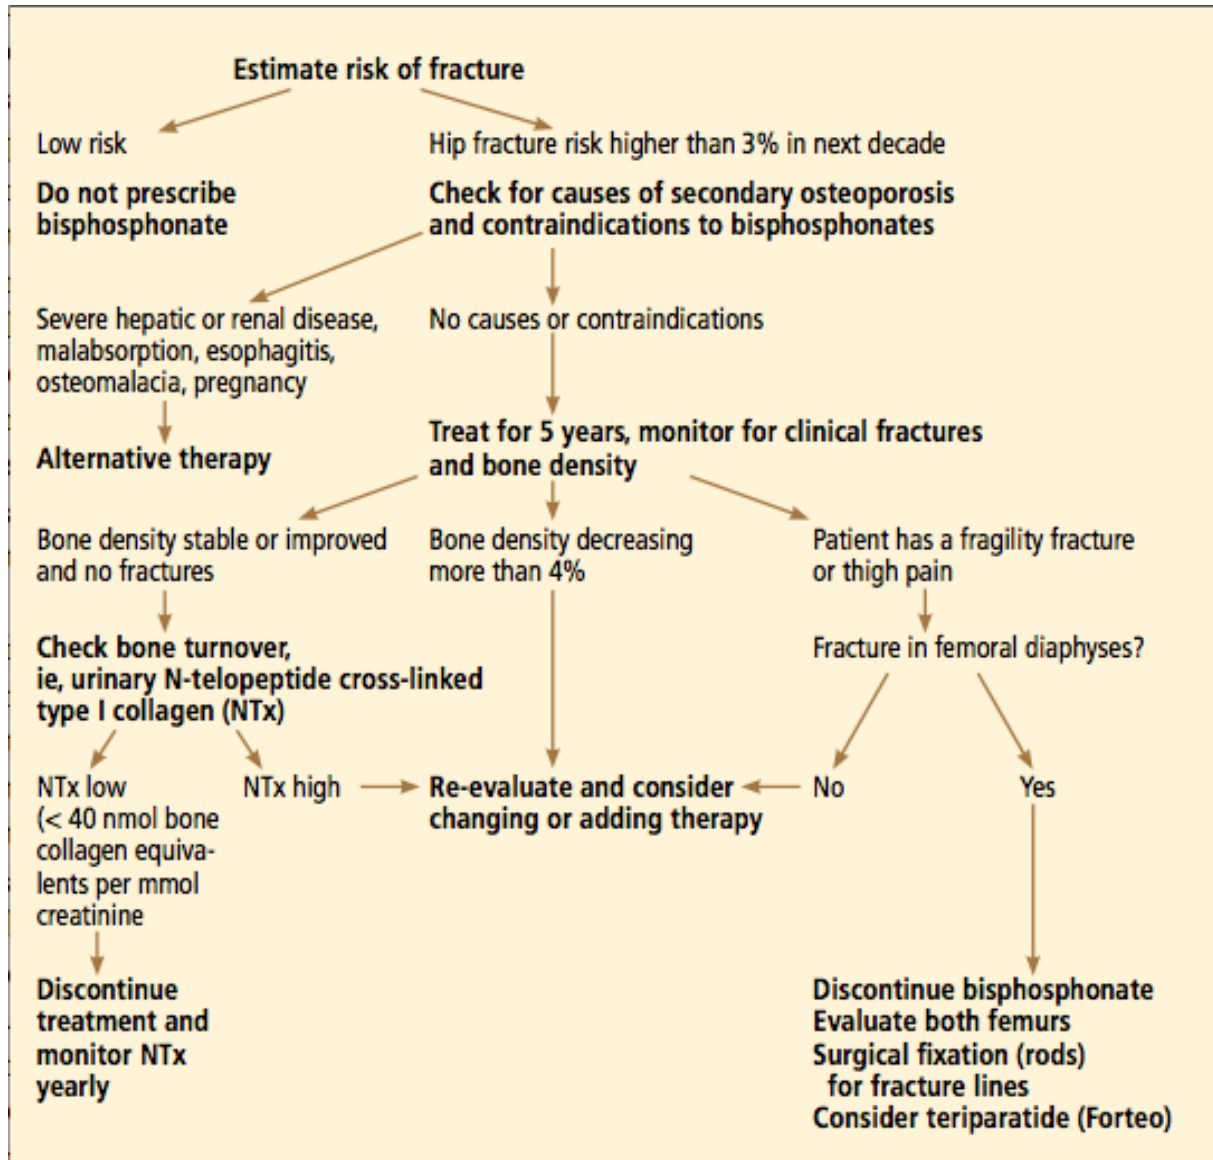 Estimate risk of fracture
Low risk
Hip fracture risk higher than 3% in next decade
Do not prescribe
bisphosphonate
Check for causes of secondary osteoporosis
and contraindications to bisphosphonates
Severe hepatic or renal disease,
malabsorption, esophagitis,
osteomalacia, pregnancy
No causes or contraindications
Alternative therapy
Treat for 5 years, monitor for clinical fractures
and bone density
Bone density stable or improved
and no fractures
Bone density decreasing
more than 4%
Patient has a fragility fracture
or thigh pain
Check bone turnover,
ie, urinary N-telopeptide cross-linked
type I collagen (NTx)
Fracture in femoral diaphyses?
NTx low
(< 40 nmol bone
collagen equiva-
lents per mmol
creatinine
NTx high
Re-evaluate and consider
changing or adding therapy
No
Yes
Discontinue
treatment and
monitor NTx
yearly
Discontinue bisphosphonate
Evaluate both femurs
Surgical fixation (rods)
for fracture lines
Consider teriparatide (Forteo)